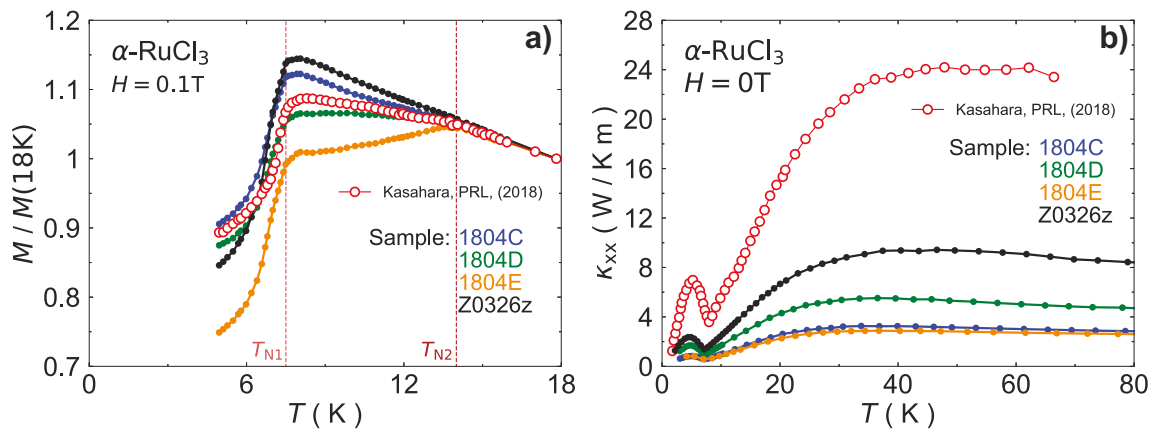 a)
α-RuCl3
H = 0.1T
Kasahara, PRL, (2018)
Sample: 1804C
1804D
1804E
Z0326z
TN1
TN2
M / M(18K)
1.2
1.1
1
0.9
0.8
0.7
0
6
12
18
T ( K )
b)
α-RuCl3
H = 0T
Kasahara, PRL, (2018)
Sample: 1804C
1804D
1804E
Z0326z
κxx ( W / K m )
28
24
20
16
12
8
4
0
0
20
40
60
80
T ( K )